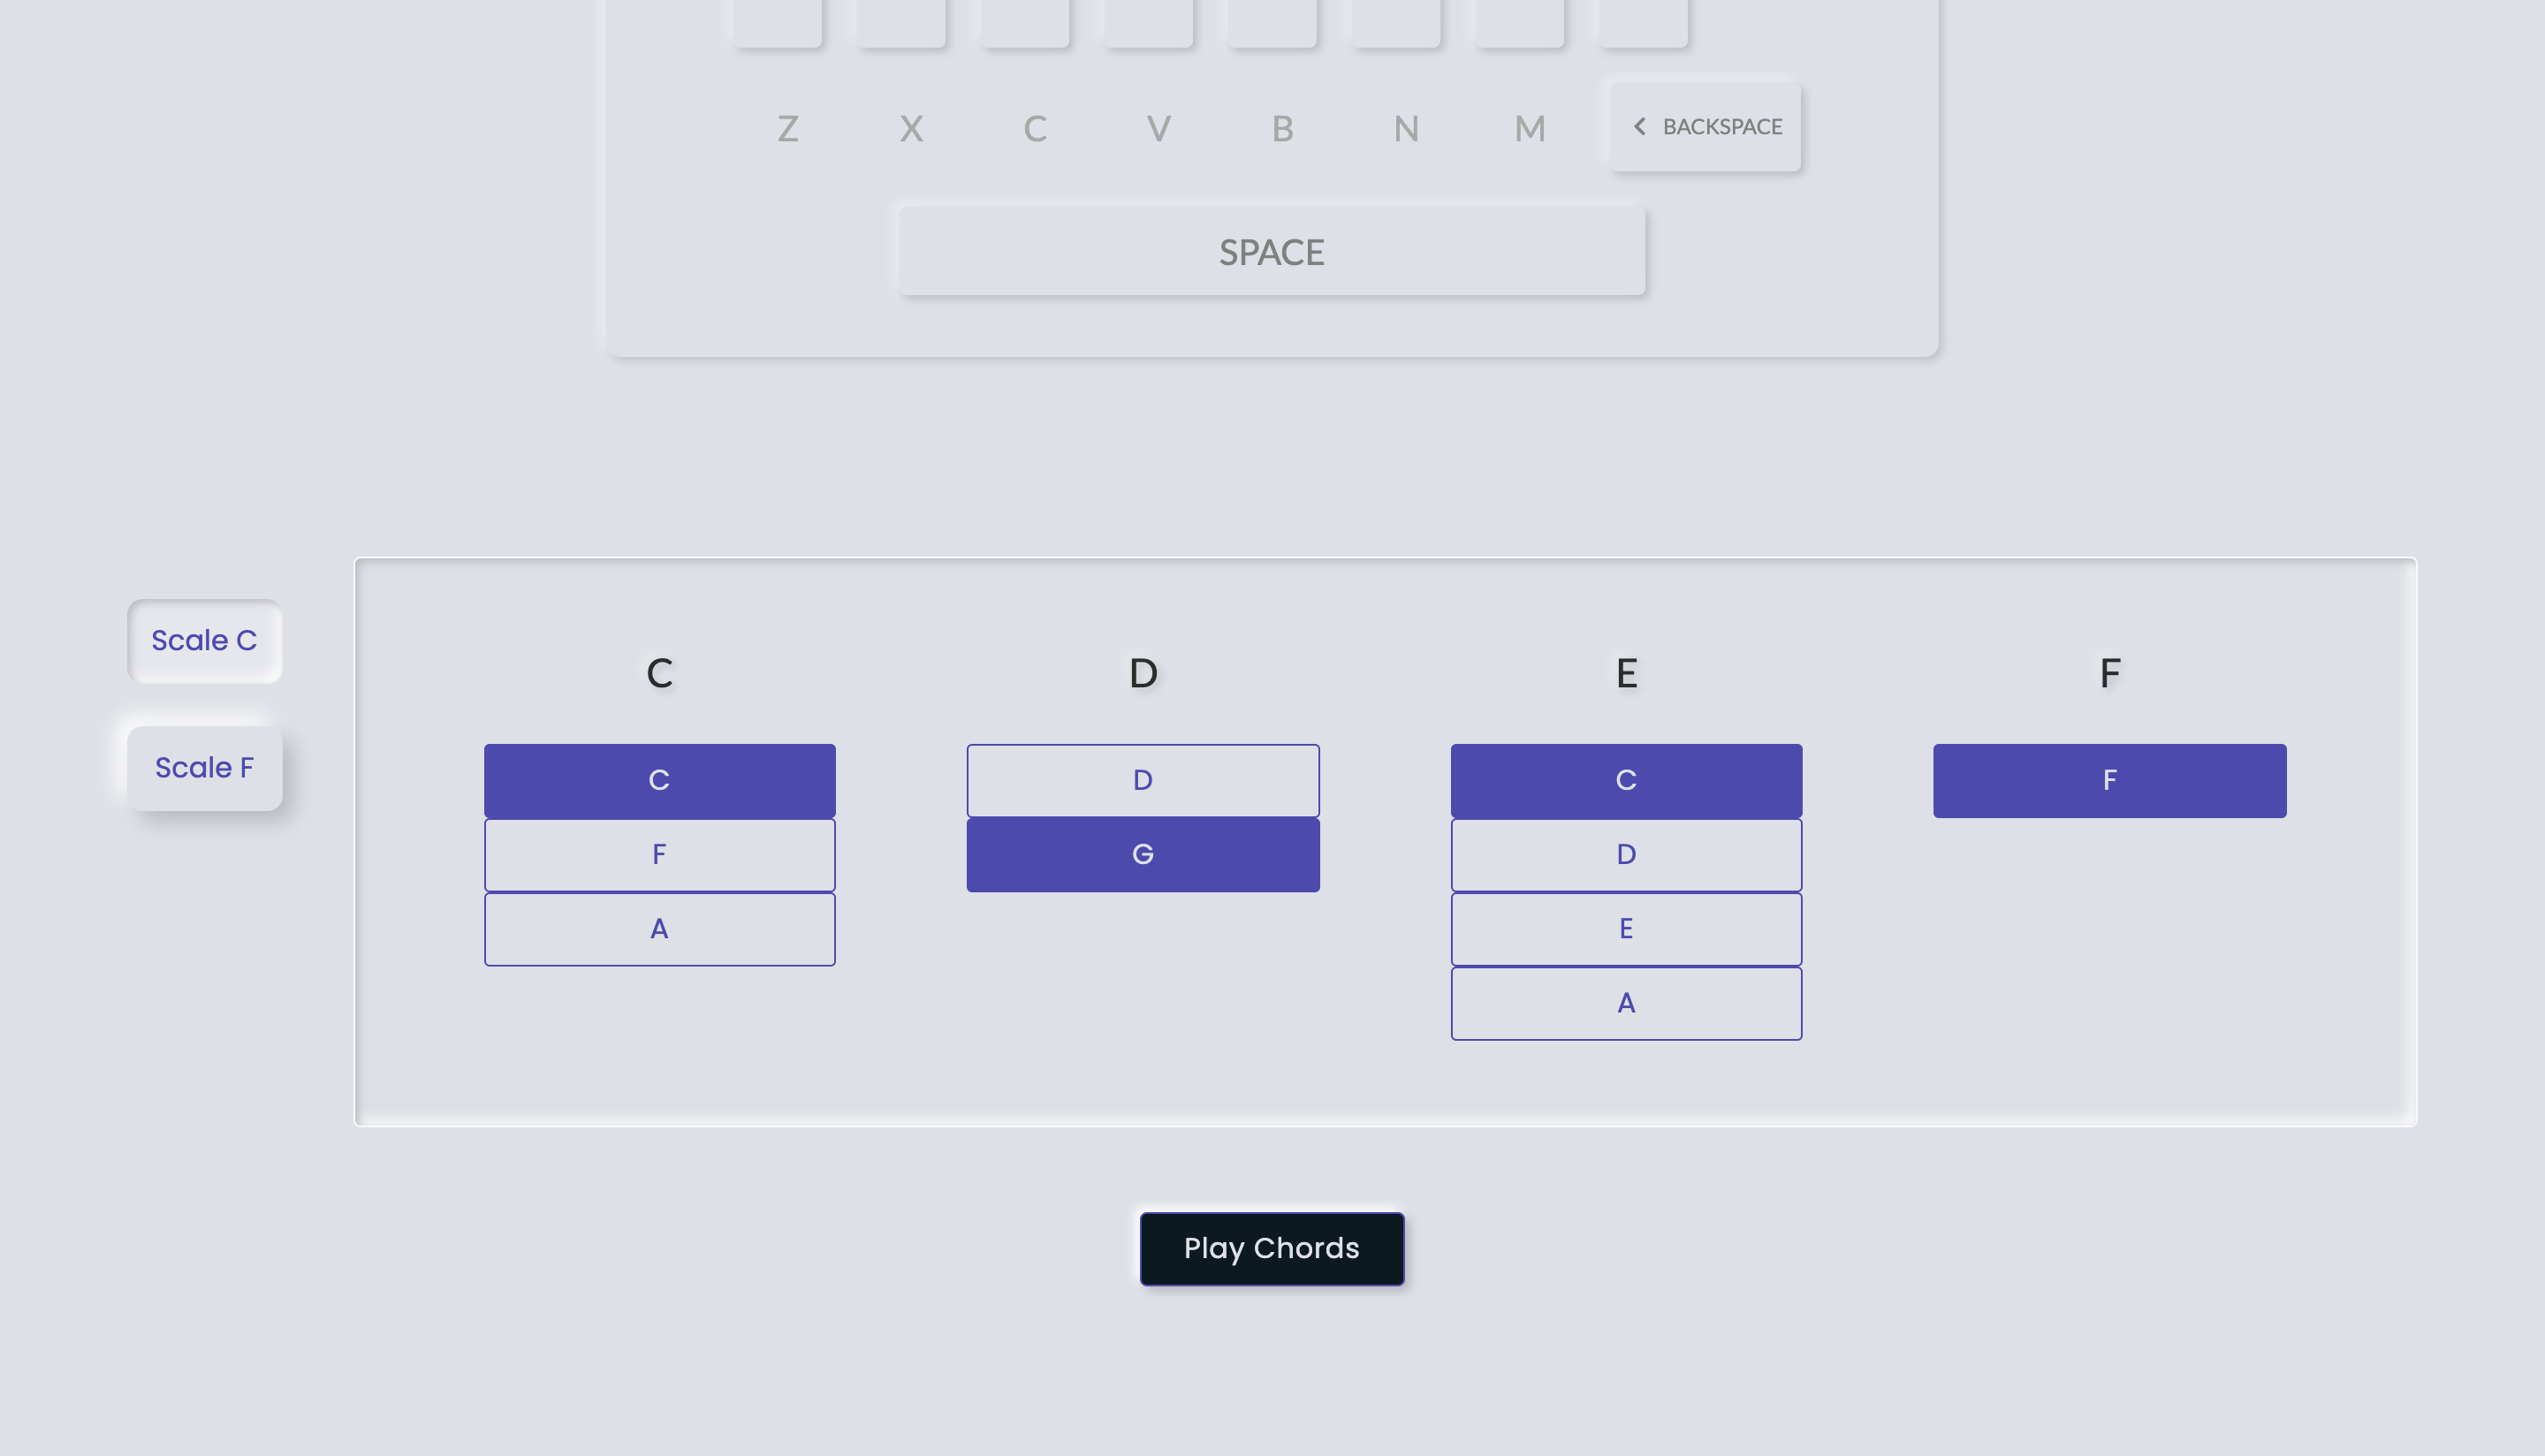 Z X C V B N M BACKSPACE
SPACE
Scale C
Scale F
C D E F
C D C F
F G D
A E
A
Play Chords